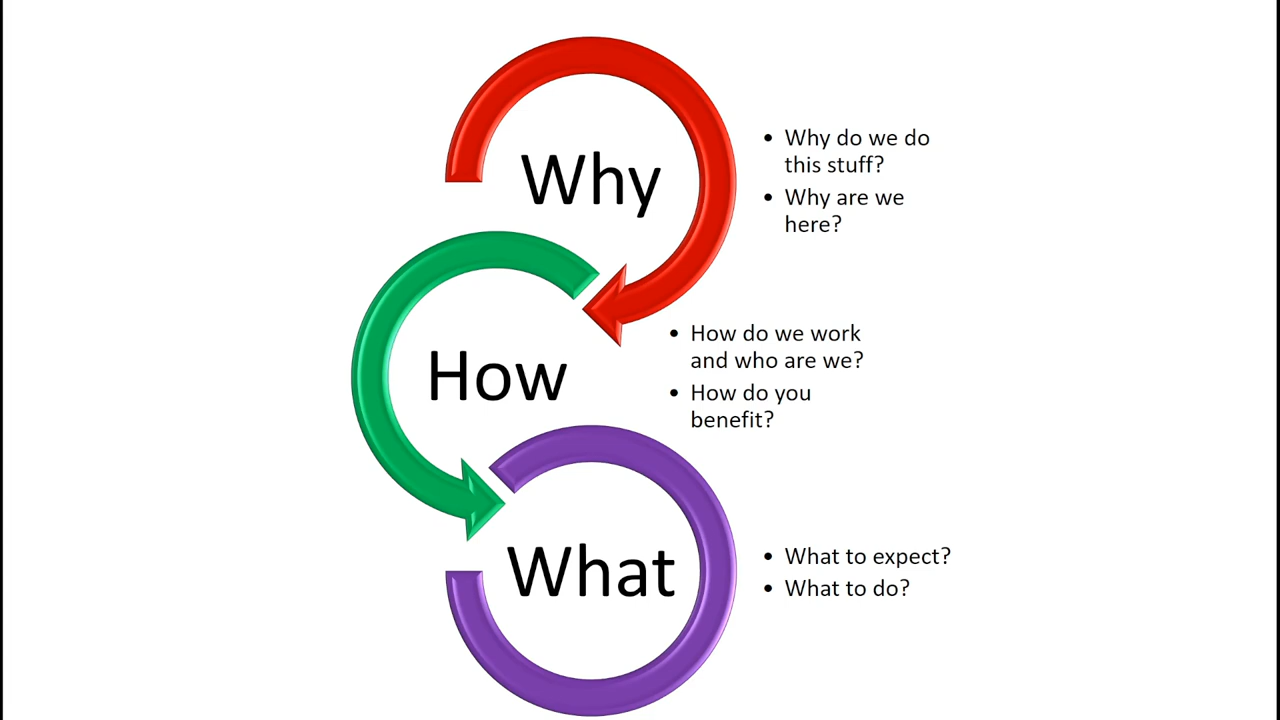 Why
• Why do we do
this stuff?
• Why are we
here?
How
• How do we work
and who are we?
• How do you
benefit?
What
• What to expect?
• What to do?